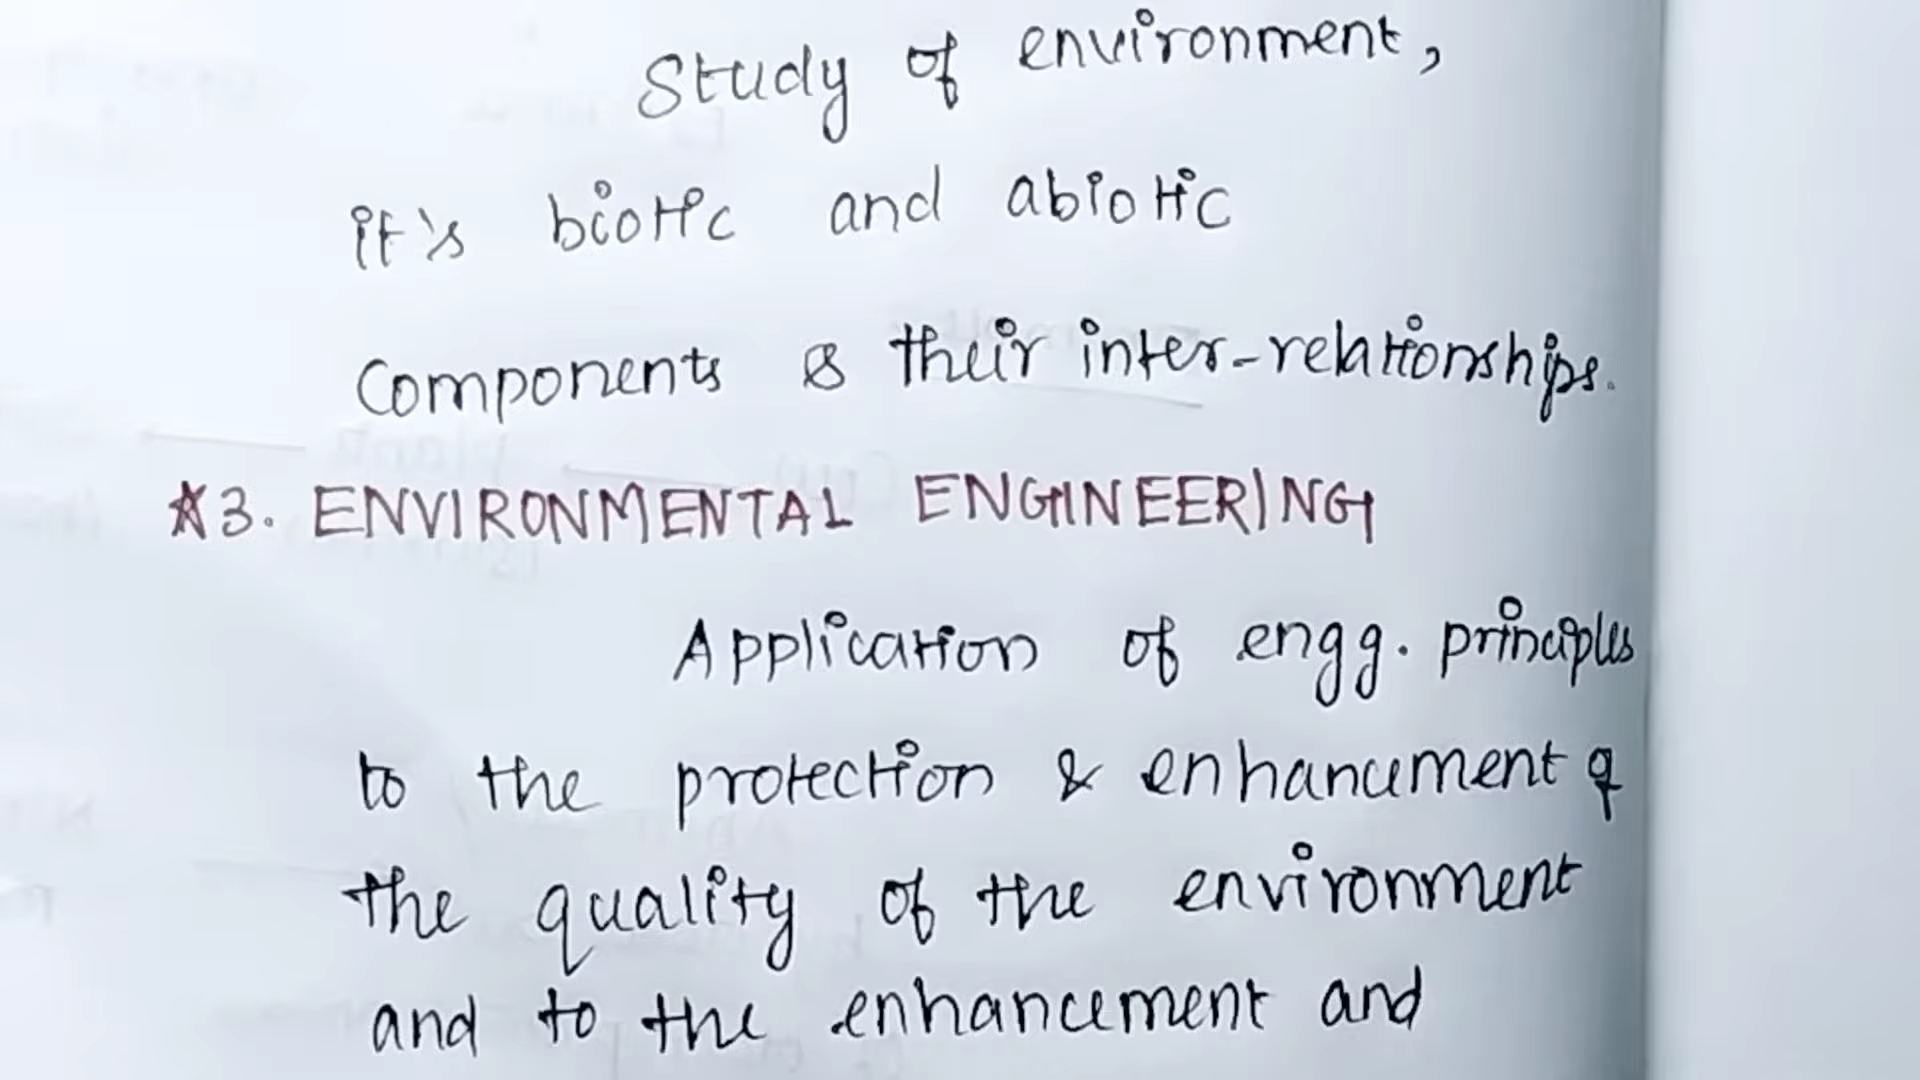 Study of environment,
it's biotic and abiotic
Components & their inter-relationships.
*3. ENVIRONMENTAL ENGINEERING
Application of engg. principles
to the protection & enhancement of
the quality of the environment
and to the enhancement and